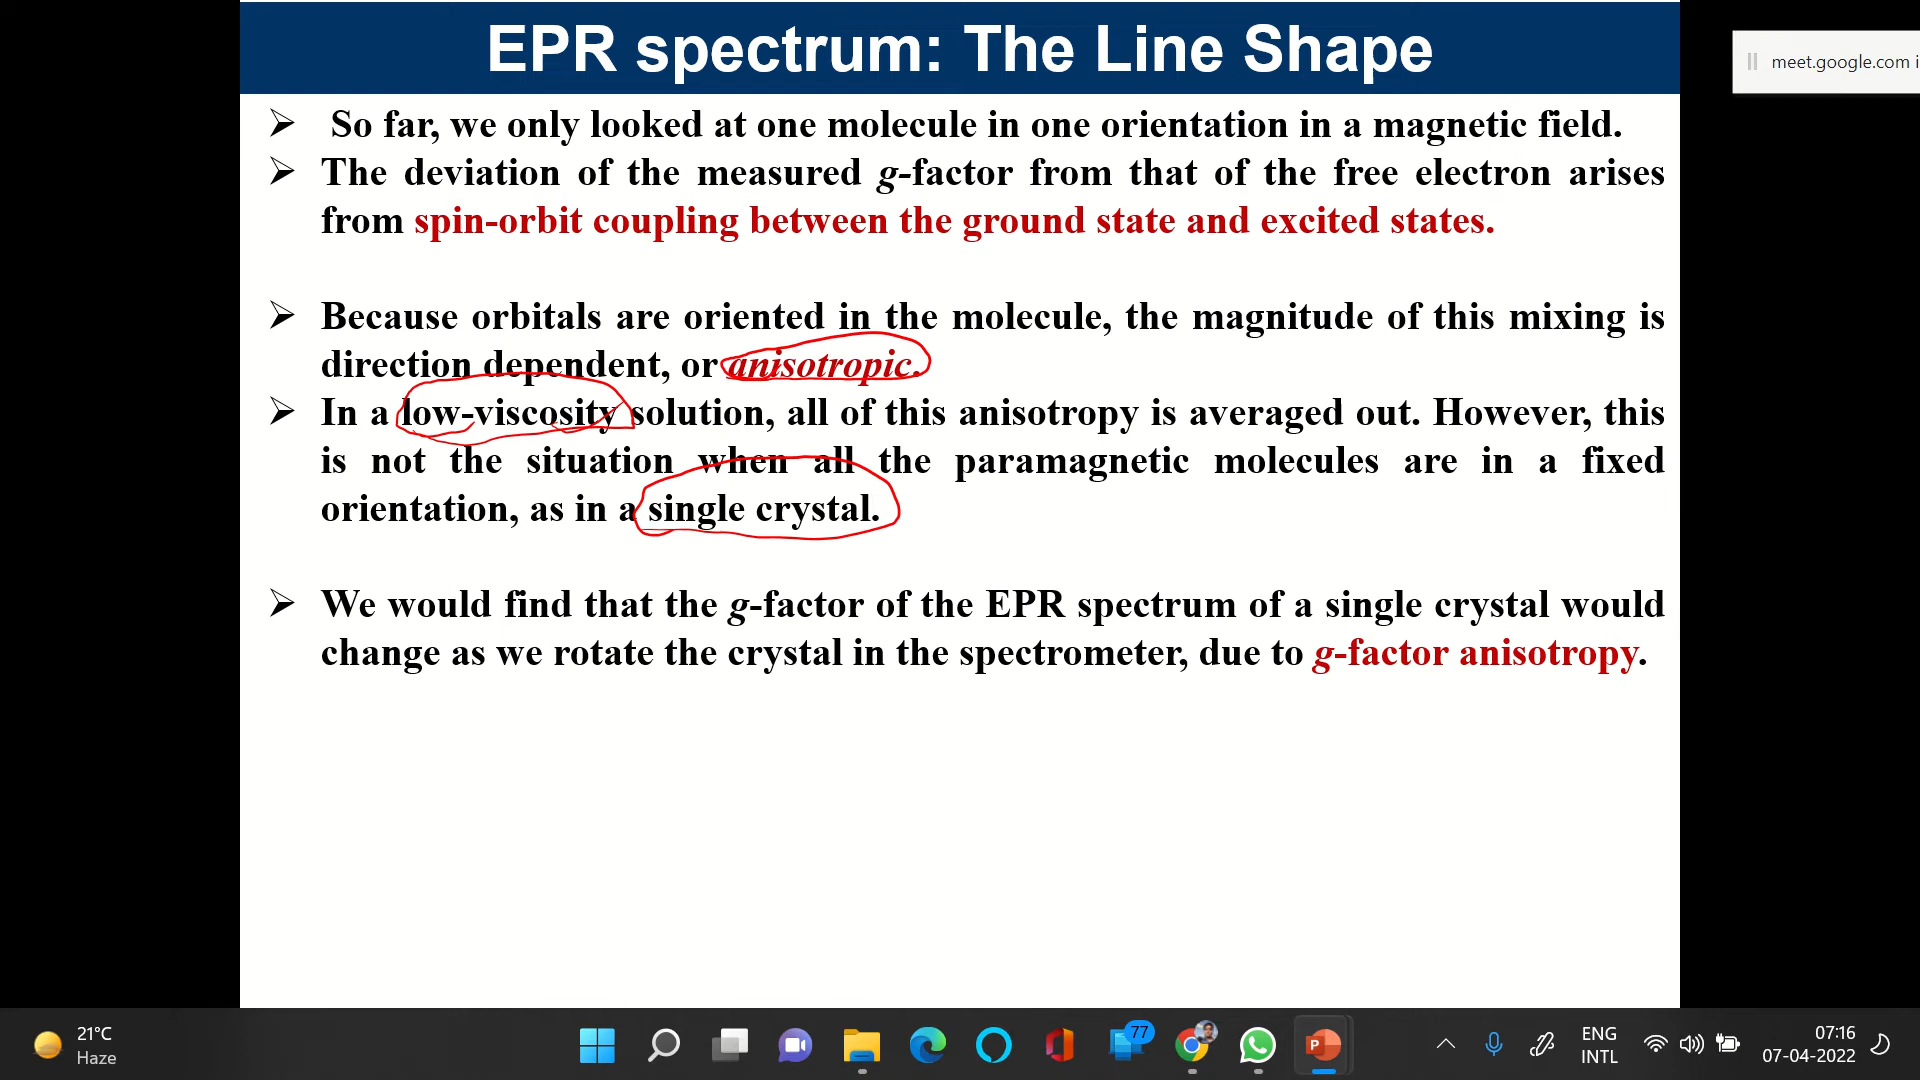 EPR spectrum: The Line Shape
meet.google.com i
So far, we only looked at one molecule in one orientation in a magnetic field.
The deviation of the measured g-factor from that of the free electron arises
from spin-orbit coupling between the ground state and excited states.
Because orbitals are oriented in the molecule, the magnitude of this mixing is
direction dependent, or anisotropic.
In a low-viscosity solution, all of this anisotropy is averaged out. However, this
is not the situation when all the paramagnetic molecules are in a fixed
orientation, as in a single crystal.
We would find that the g-factor of the EPR spectrum of a single crystal would
change as we rotate the crystal in the spectrometer, due to g-factor anisotropy.
21°C
Haze
77
P
ENG
INTL
07:16
07-04-2022